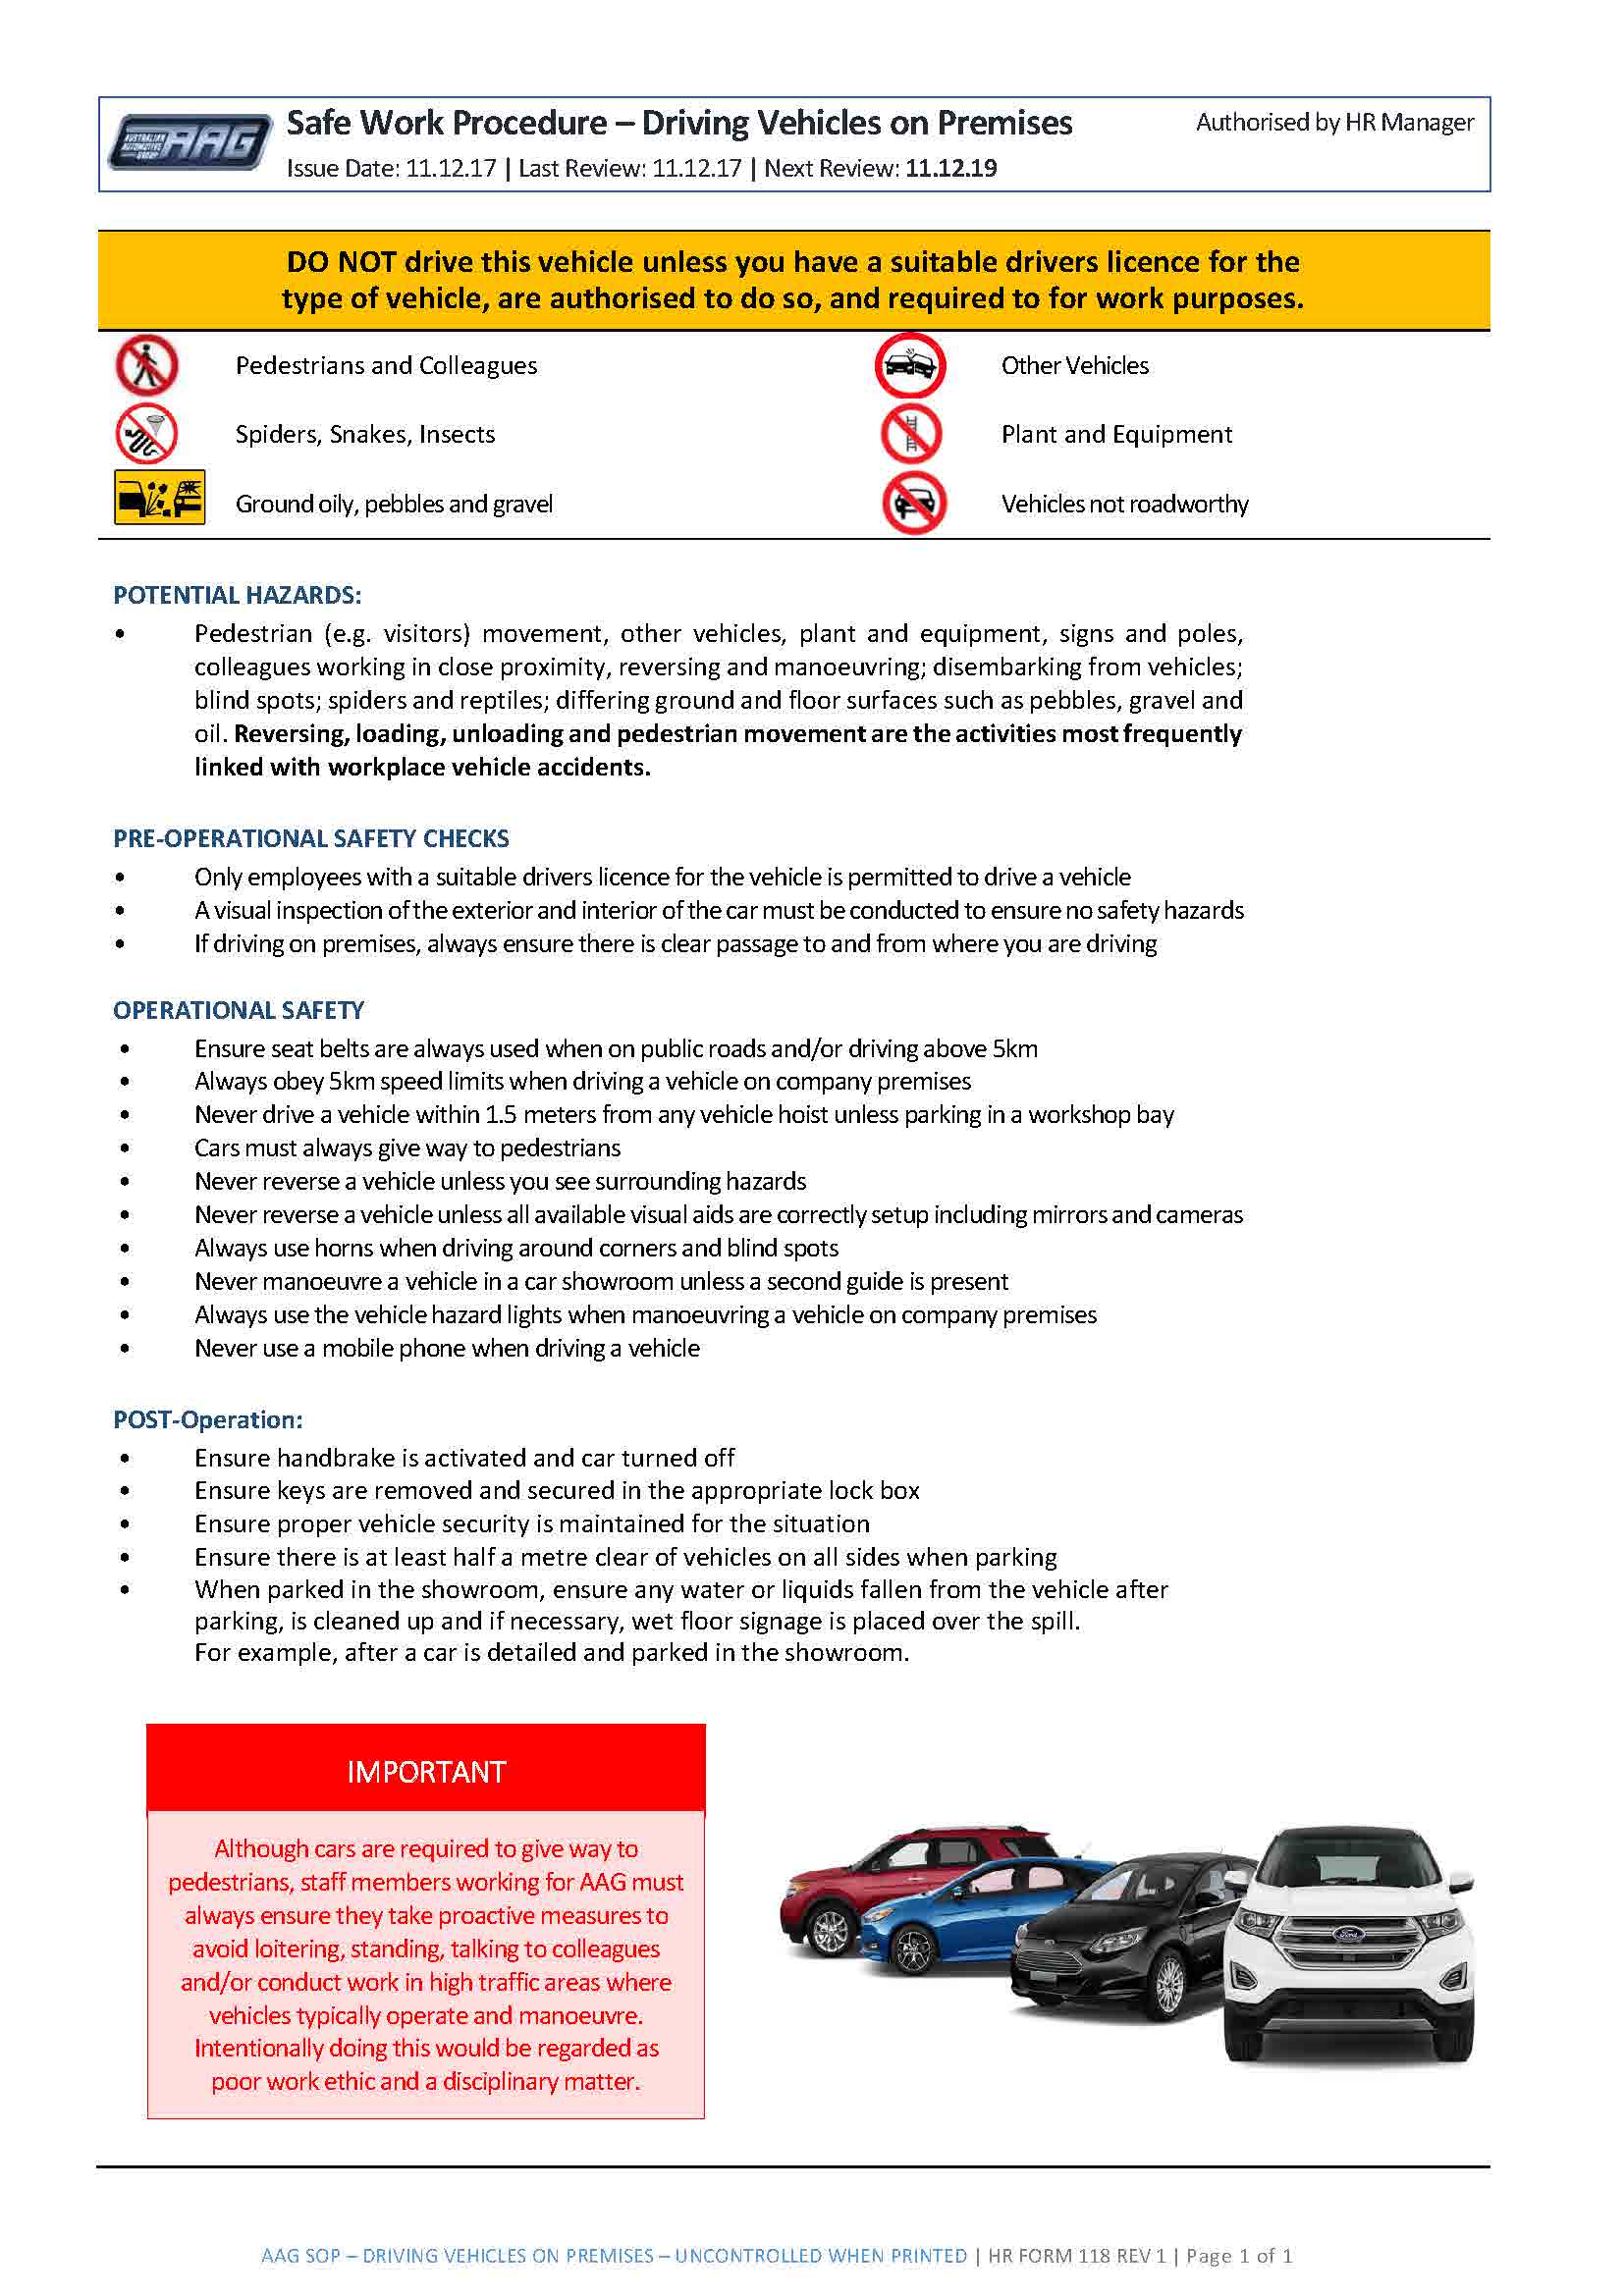 AUSTRALIAN AUTOMOTIVE GROUP AAG
Safe Work Procedure – Driving Vehicles on Premises
Authorised by HR Manager
Issue Date: 11.12.17 | Last Review: 11.12.17 | Next Review: 11.12.19
DO NOT drive this vehicle unless you have a suitable drivers licence for the
type of vehicle, are authorised to do so, and required to for work purposes.
Pedestrians and Colleagues
Other Vehicles
Spiders, Snakes, Insects
Plant and Equipment
Ground oily, pebbles and gravel
Vehicles not roadworthy
POTENTIAL HAZARDS:
• Pedestrian (e.g. visitors) movement, other vehicles, plant and equipment, signs and poles,
colleagues working in close proximity, reversing and manoeuvring; disembarking from vehicles;
blind spots; spiders and reptiles; differing ground and floor surfaces such as pebbles, gravel and
oil. Reversing, loading, unloading and pedestrian movement are the activities most frequently
linked with workplace vehicle accidents.
PRE-OPERATIONAL SAFETY CHECKS
• Only employees with a suitable drivers licence for the vehicle is permitted to drive a vehicle
• A visual inspection of the exterior and interior of the car must be conducted to ensure no safety hazards
• If driving on premises, always ensure there is clear passage to and from where you are driving
OPERATIONAL SAFETY
• Ensure seat belts are always used when on public roads and/or driving above 5km
• Always obey 5km speed limits when driving a vehicle on company premises
• Never drive a vehicle within 1.5 meters from any vehicle hoist unless parking in a workshop bay
• Cars must always give way to pedestrians
• Never reverse a vehicle unless you see surrounding hazards
• Never reverse a vehicle unless all available visual aids are correctly setup including mirrors and cameras
• Always use horns when driving around corners and blind spots
• Never manoeuvre a vehicle in a car showroom unless a second guide is present
• Always use the vehicle hazard lights when manoeuvring a vehicle on company premises
• Never use a mobile phone when driving a vehicle
POST-Operation:
• Ensure handbrake is activated and car turned off
• Ensure keys are removed and secured in the appropriate lock box
• Ensure proper vehicle security is maintained for the situation
• Ensure there is at least half a metre clear of vehicles on all sides when parking
• When parked in the showroom, ensure any water or liquids fallen from the vehicle after
parking, is cleaned up and if necessary, wet floor signage is placed over the spill.
For example, after a car is detailed and parked in the showroom.
IMPORTANT
Although cars are required to give way to
pedestrians, staff members working for AAG must
always ensure they take proactive measures to
avoid loitering, standing, talking to colleagues
and/or conduct work in high traffic areas where
vehicles typically operate and manoeuvre.
Intentionally doing this would be regarded as
poor work ethic and a disciplinary matter.
Ford
AAG SOP – DRIVING VEHICLES ON PREMISES – UNCONTROLLED WHEN PRINTED | HR FORM 118 REV 1 | Page 1 of 1